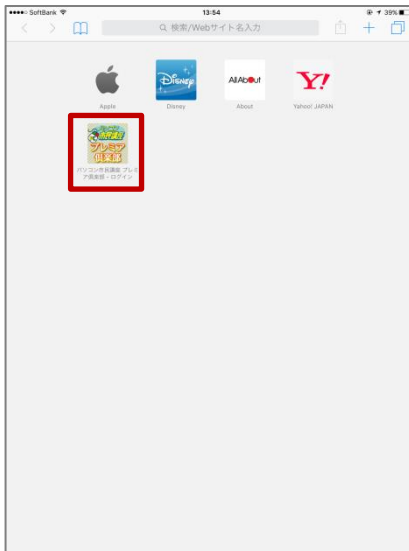 SoftBank 13:54 39%
検索/Webサイト名入力
Disney AllAbout Y!
Apple Disney About Yahoo! JAPAN
プレミア
倶楽部
パソコン市民講座 プレミ
ア倶楽部 - ログイン